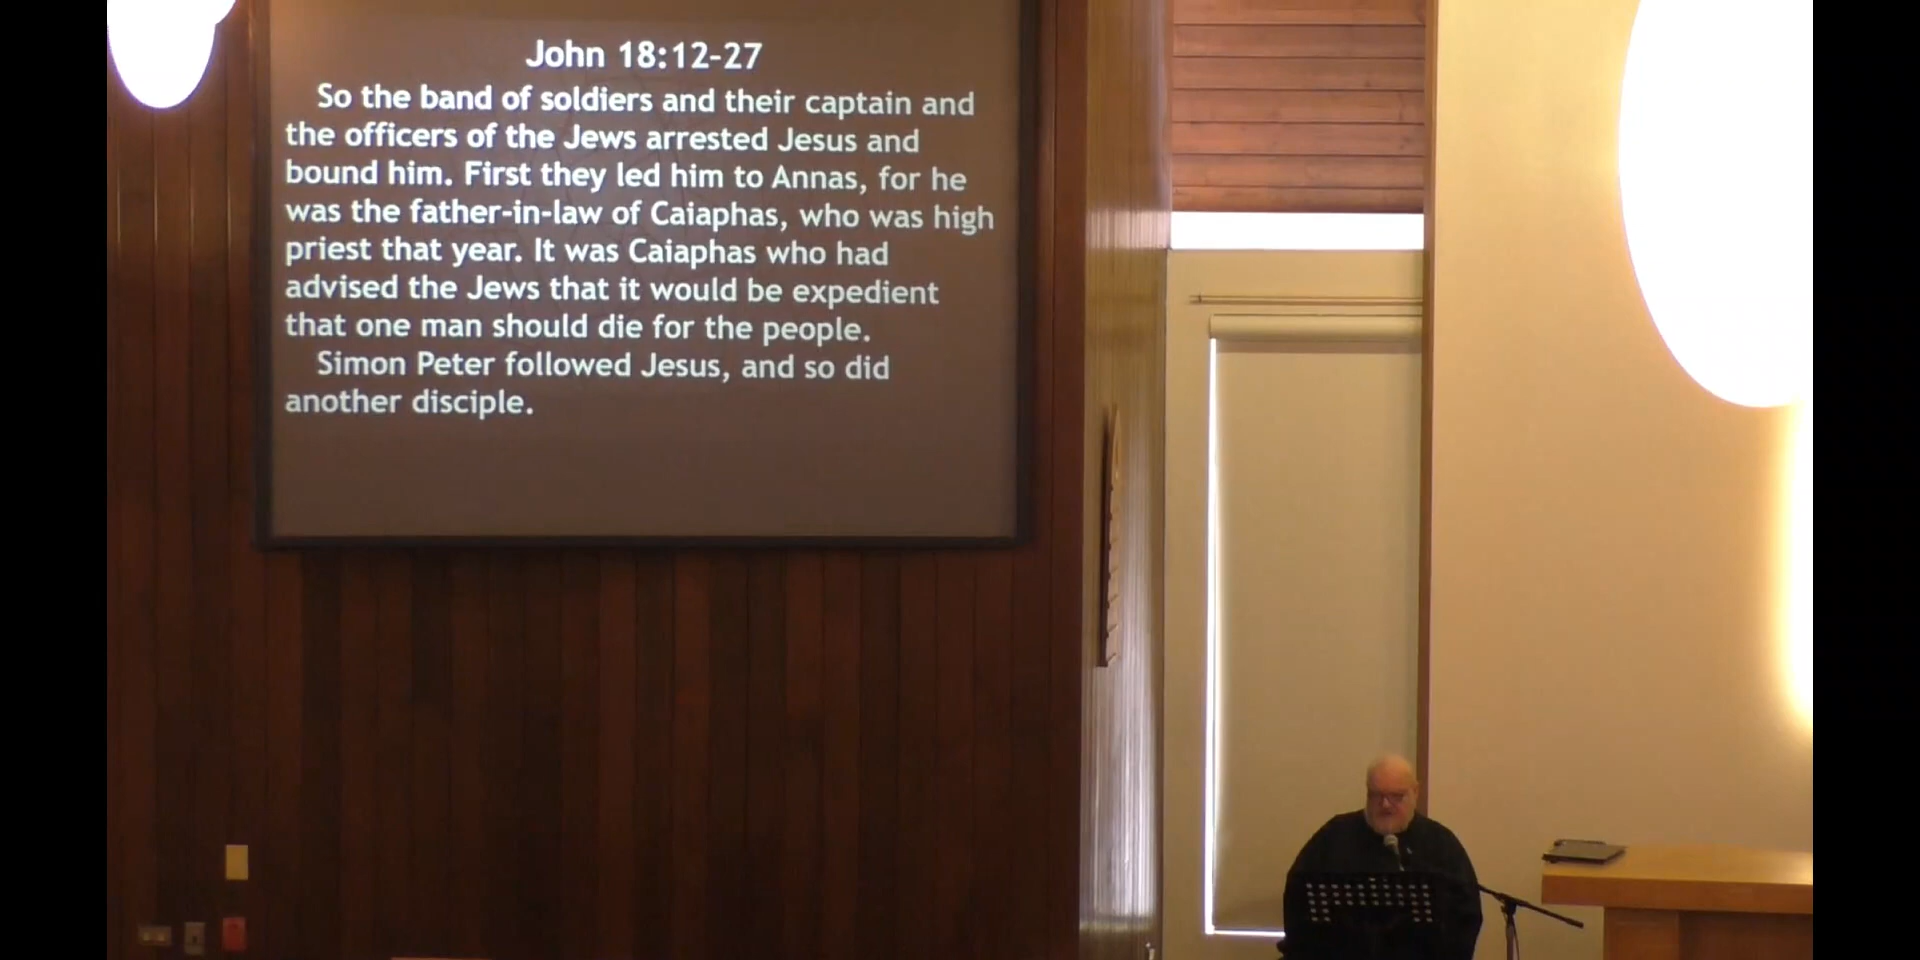 John 18:12-27
So the band of soldiers and their captain and
the officers of the Jews arrested Jesus and
bound him. First they led him to Annas, for he
was the father-in-law of Caiaphas, who was high
priest that year. It was Caiaphas who had
advised the Jews that it would be expedient
that one man should die for the people.
Simon Peter followed Jesus, and so did
another disciple.